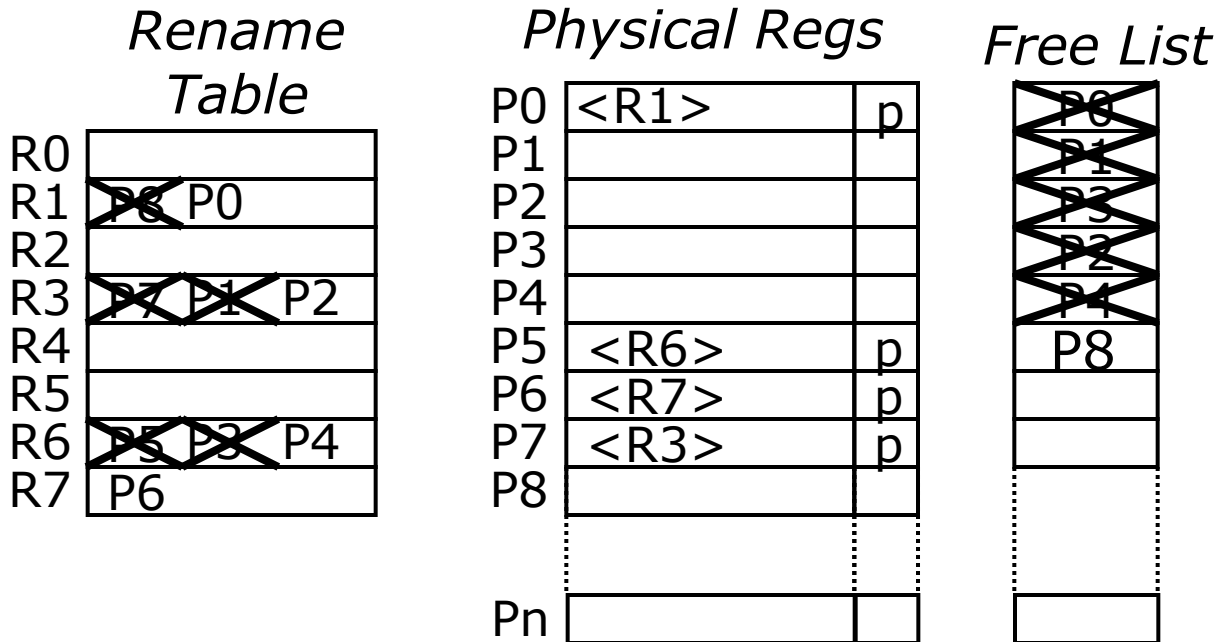 Rename
Table
R0
R1 P8 P0
R2
R3 P7 P1 P2
R4
R5
R6 P5 P3 P4
R7 P6
Physical Regs
P0 <R1> p
P1
P2
P3
P4
P5 <R6> p
P6 <R7> p
P7 <R3> p
P8
Pn
Free List
P0
P1
P3
P2
P4
P8